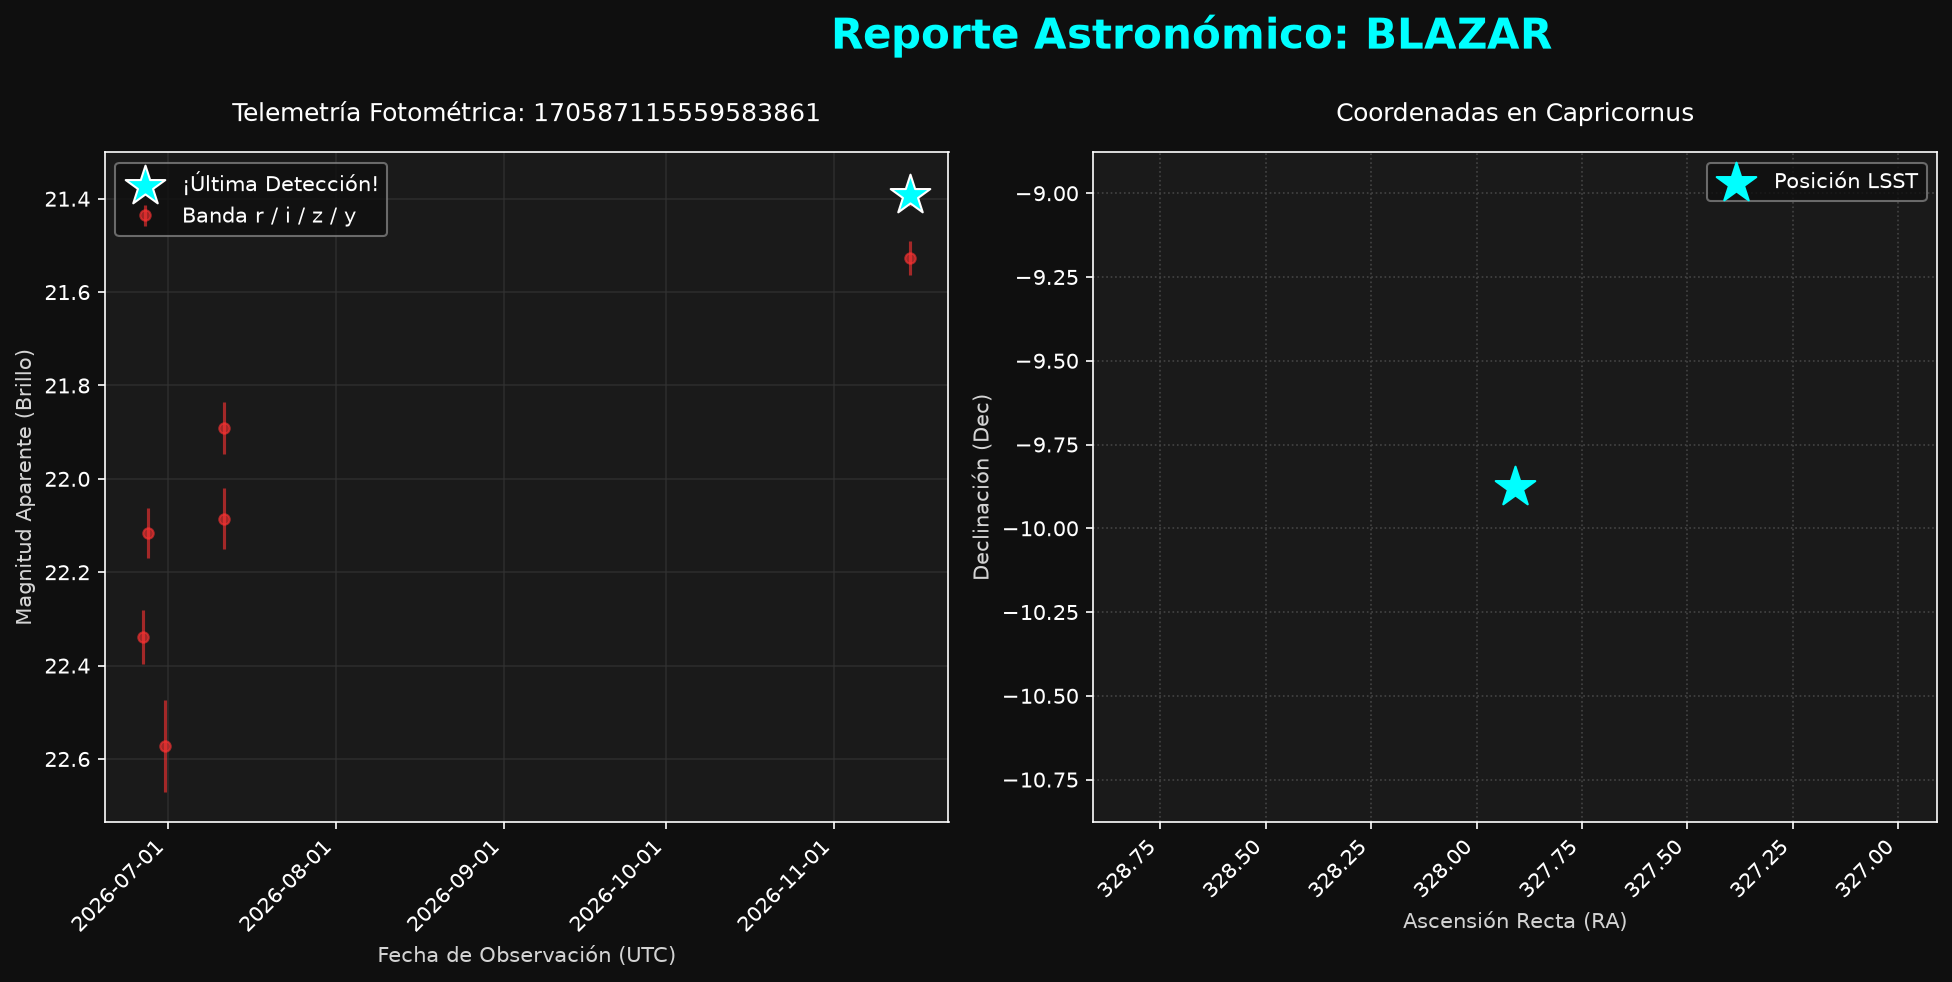 Reporte Astronómico: BLAZAR
Telemetría Fotométrica: 170587115559583861
¡Última Detección!
Banda r / i / z / y
21.4
21.6
21.8
22.0
22.2
22.4
22.6
Magnitud Aparente (Brillo)
2026-07-01
2026-08-01
2026-09-01
2026-10-01
2026-11-01
Fecha de Observación (UTC)
Coordenadas en Capricornus
Posición LSST
−9.00
−9.25
−9.50
−9.75
−10.00
−10.25
−10.50
−10.75
Declinación (Dec)
328.75
328.50
328.25
328.00
327.75
327.50
327.25
327.00
Ascensión Recta (RA)